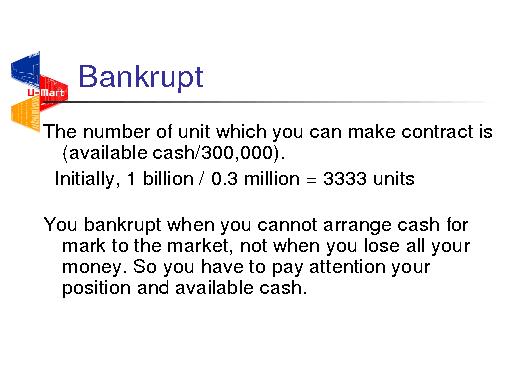 Bankrupt
U-Mart
The number of unit which you can make contract is
(available cash/300,000).
Initially, 1 billion / 0.3 million = 3333 units
You bankrupt when you cannot arrange cash for
mark to the market, not when you lose all your
money. So you have to pay attention your
position and available cash.